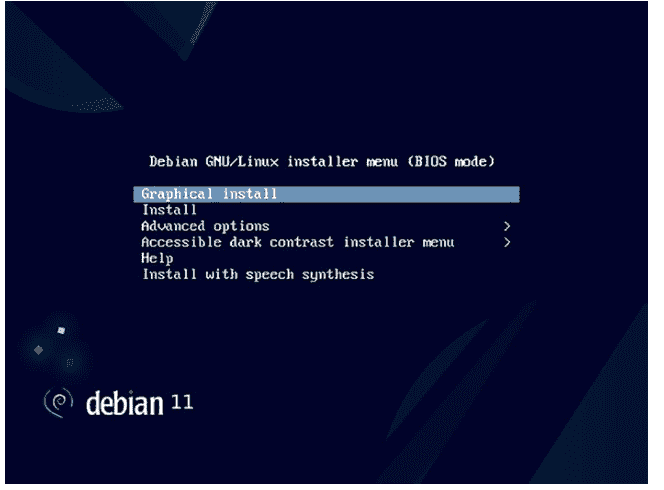 Debian GNU/Linux installer menu (BIOS mode)
Graphical install
Install
Advanced options >
Accessible dark contrast installer menu >
Help
Install with speech synthesis
debian 11